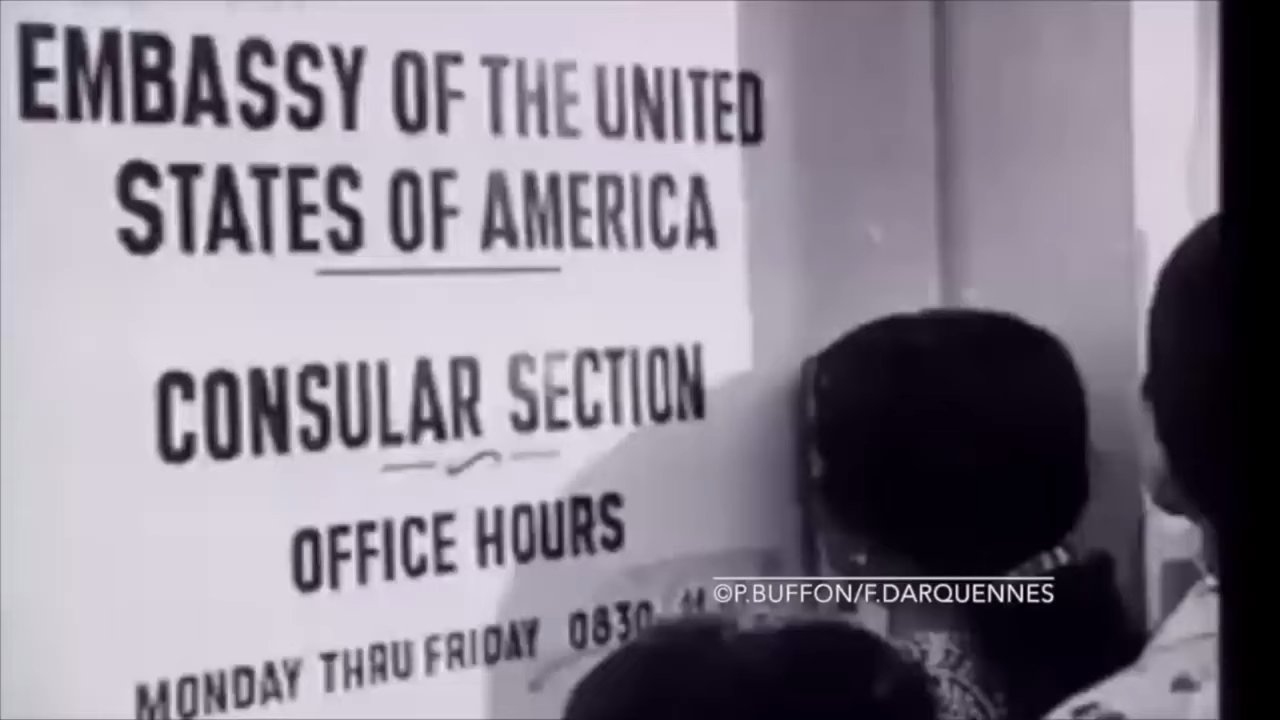 EMBASSY OF THE UNITED
STATES OF AMERICA
CONSULAR SECTION
OFFICE HOURS
MONDAY THRU FRIDAY 0830
©P.BUFFON/F.DARQUENNES